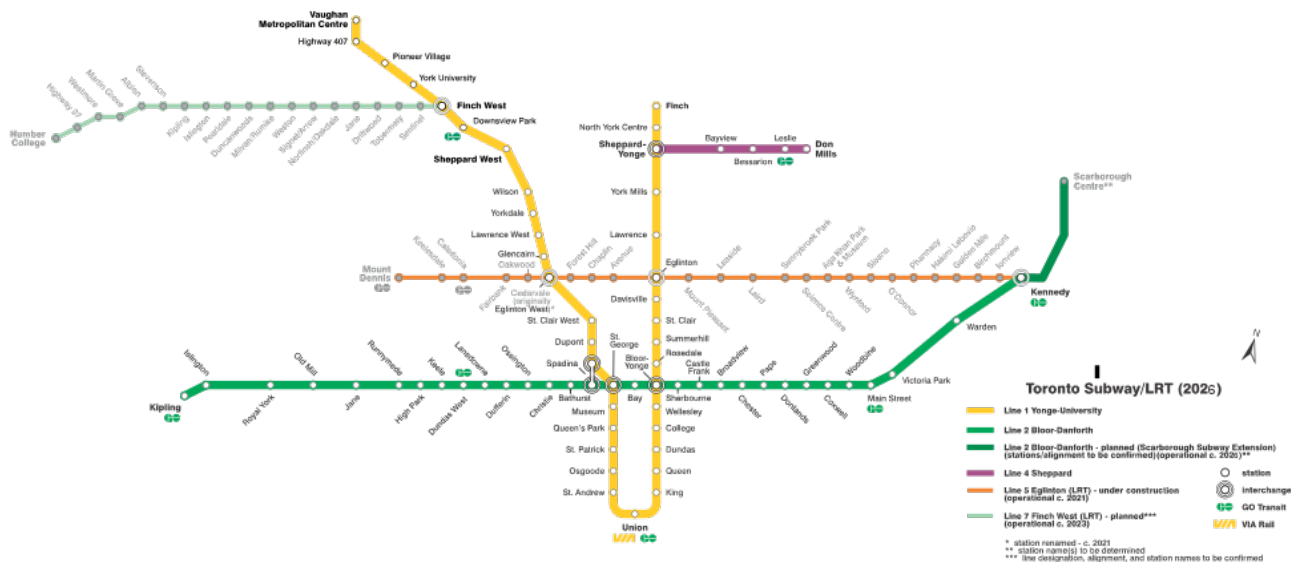 Vaughan
Metropolitan Centre
Highway 407
Pioneer Village
York University
Finch West
Downsview Park
Sheppard West
Wilson
Yorkdale
Lawrence West
Glencairn
Cedarvale
(originally
Eglinton West)*
St. Clair West
Dupont
Spadina
St.
George
Museum
Queen's Park
St. Patrick
Osgoode
St. Andrew
Union
VIA
King
Queen
Dundas
College
Wellesley
Bloor-
Yonge
Rosedale
Summerhill
St. Clair
Davisville
Eglinton
Lawrence
York Mills
Sheppard-
Yonge
North York Centre
Finch
Bayview
Bessarion
Leslie
Don
Mills
Humber
College
Highway 27
Westmore
Martin Grove
Albion
Stevenson
Kipling
Islington
Pearldale
Duncanwoods
Milvan/Rumike
Weston
Signet/Arrow
Norfinch/Oakdale
Jane
Driftwood
Tobermory
Sentinel
Mount
Dennis
Keelesdale
Caledonia
Fairbank
Oakwood
Forest Hill
Chaplin
Avenue
Mount Pleasant
Leaside
Laird
Sunnybrook Park
Science Centre
Aga Khan Park
& Museum
Wynford
Sloane
O'Connor
Pharmacy
Hakimi Lebovic
Golden Mile
Birchmount
Ionview
Kennedy
Scarborough
Centre**
Kipling
Islington
Royal York
Old Mill
Jane
Runnymede
High Park
Keele
Dundas West
Lansdowne
Dufferin
Ossington
Christie
Bathurst
Bay
Sherbourne
Castle
Frank
Broadview
Chester
Pape
Donlands
Greenwood
Coxwell
Woodbine
Main Street
Victoria Park
Warden
N
Toronto Subway/LRT (2026)
Line 1 Yonge-University
Line 2 Bloor-Danforth
Line 2 Bloor-Danforth - planned (Scarborough Subway Extension)
(stations/alignment to be confirmed)(operational c. 2026)**
Line 4 Sheppard
Line 5 Eglinton (LRT) - under construction
(operational c. 2021)
Line 7 Finch West (LRT) - planned***
(operational c. 2023)
station
interchange
GO Transit
VIA Rail
* station renamed - c. 2021
** station name(s) to be determined
*** line designation, alignment, and station names to be confirmed